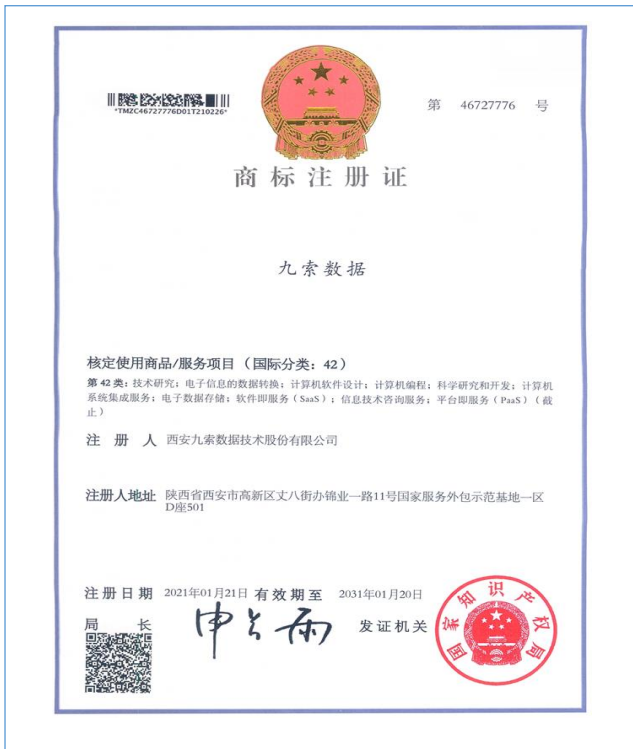 *TMZC46727776D01T210226*
第 46727776 号
商标注册证
九索数据
核定使用商品/服务项目（国际分类：42）
第 42 类：技术研究；电子信息的数据转换；计算机软件设计；计算机编程；科学研究和开发；计算机
系统集成服务；电子数据存储；软件即服务（SaaS）；信息技术咨询服务；平台即服务（PaaS）（截
止）
注 册 人 西安九索数据技术股份有限公司
注册人地址 陕西省西安市高新区丈八街办锦业一路11号国家服务外包示范基地一区
D座501
注册日期 2021年01月21日 有效期至 2031年01月20日
局 长 申长雨 发证机关
国家知识产权局